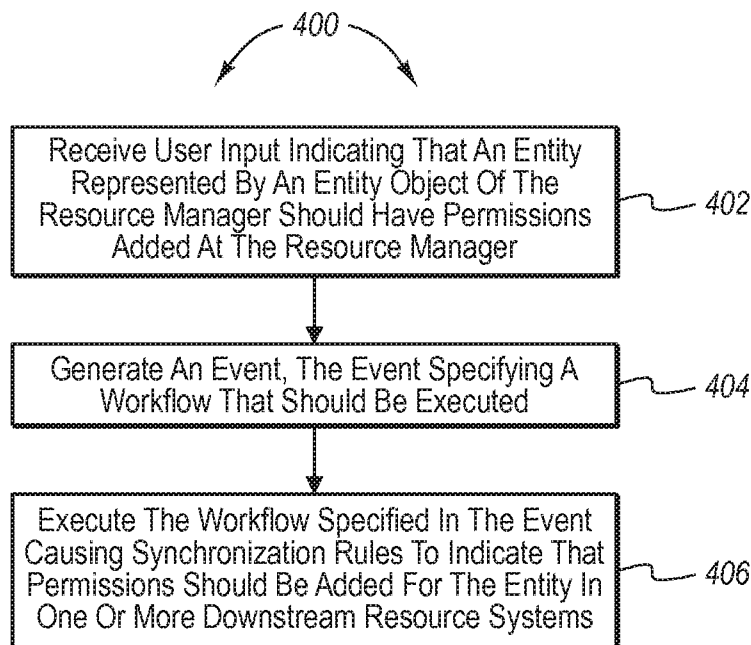 400
Receive User Input Indicating That An Entity
Represented By An Entity Object Of The
Resource Manager Should Have Permissions
Added At The Resource Manager
402
Generate An Event, The Event Specifying A
Workflow That Should Be Executed
404
Execute The Workflow Specified In The Event
Causing Synchronization Rules To Indicate That
Permissions Should Be Added For The Entity In
One Or More Downstream Resource Systems
406